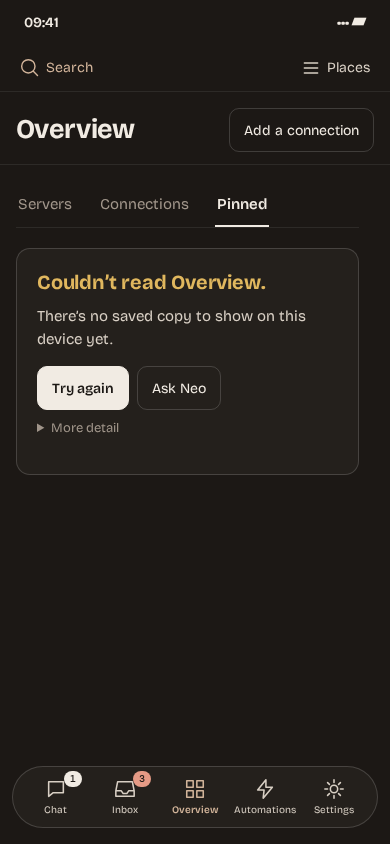 09:41
Search
Places
Overview
Add a connection
Servers
Connections
Pinned
Couldn’t read Overview.
There’s no saved copy to show on this
device yet.
Try again
Ask Neo
More detail
1
3
Chat
Inbox
Overview
Automations
Settings